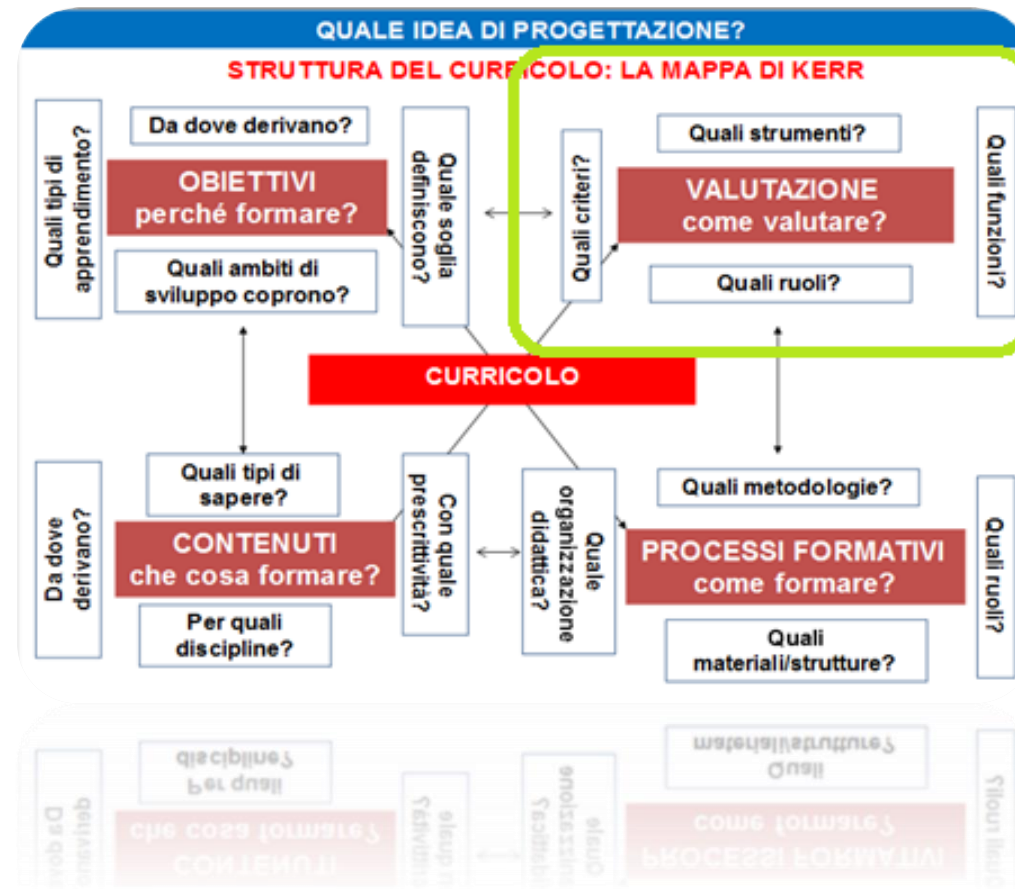 QUALE IDEA DI PROGETTAZIONE?
STRUTTURA DEL CURRICOLO: LA MAPPA DI KERR
Quali tipi di
apprendimento?
Da dove derivano?
OBIETTIVI
perché formare?
Quali ambiti di
sviluppo coprono?
Quale soglia
definiscono?
Quali criteri?
Quali strumenti?
VALUTAZIONE
come valutare?
Quali ruoli?
Quali funzioni?
CURRICOLO
Da dove
derivano?
Quali tipi di
sapere?
CONTENUTI
che cosa formare?
Per quali
discipline?
Con quale
prescrittività?
Quale
organizzazione
didattica?
Quali metodologie?
PROCESSI FORMATIVI
come formare?
Quali
materiali/strutture?
Quali ruoli?